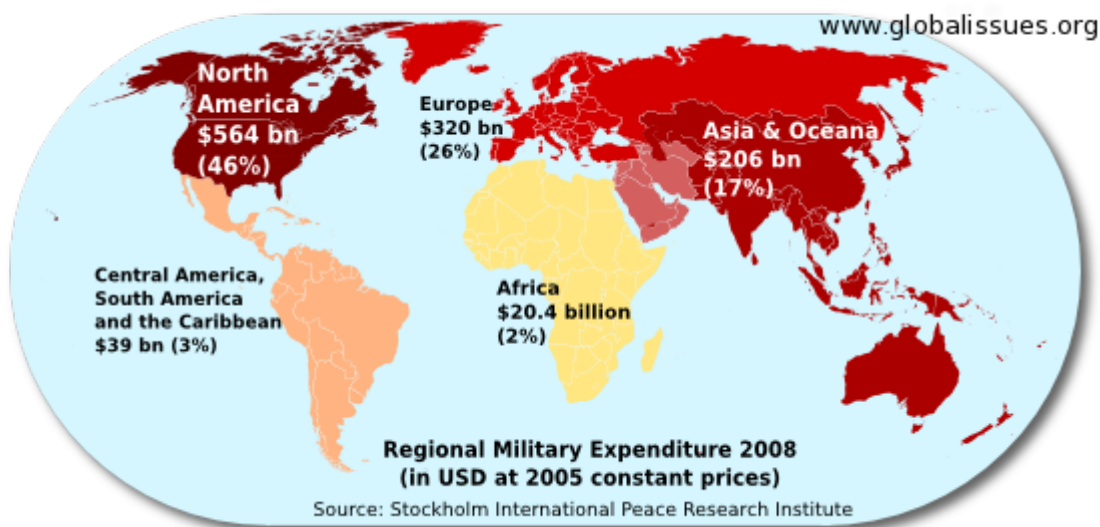 www.globalissues.org
North
America
$564 bn
(46%)
Europe
$320 bn
(26%)
Asia & Oceana
$206 bn
(17%)
Central America,
South America
and the Caribbean
$39 bn (3%)
Africa
$20.4 billion
(2%)
Regional Military Expenditure 2008
(in USD at 2005 constant prices)
Source: Stockholm International Peace Research Institute